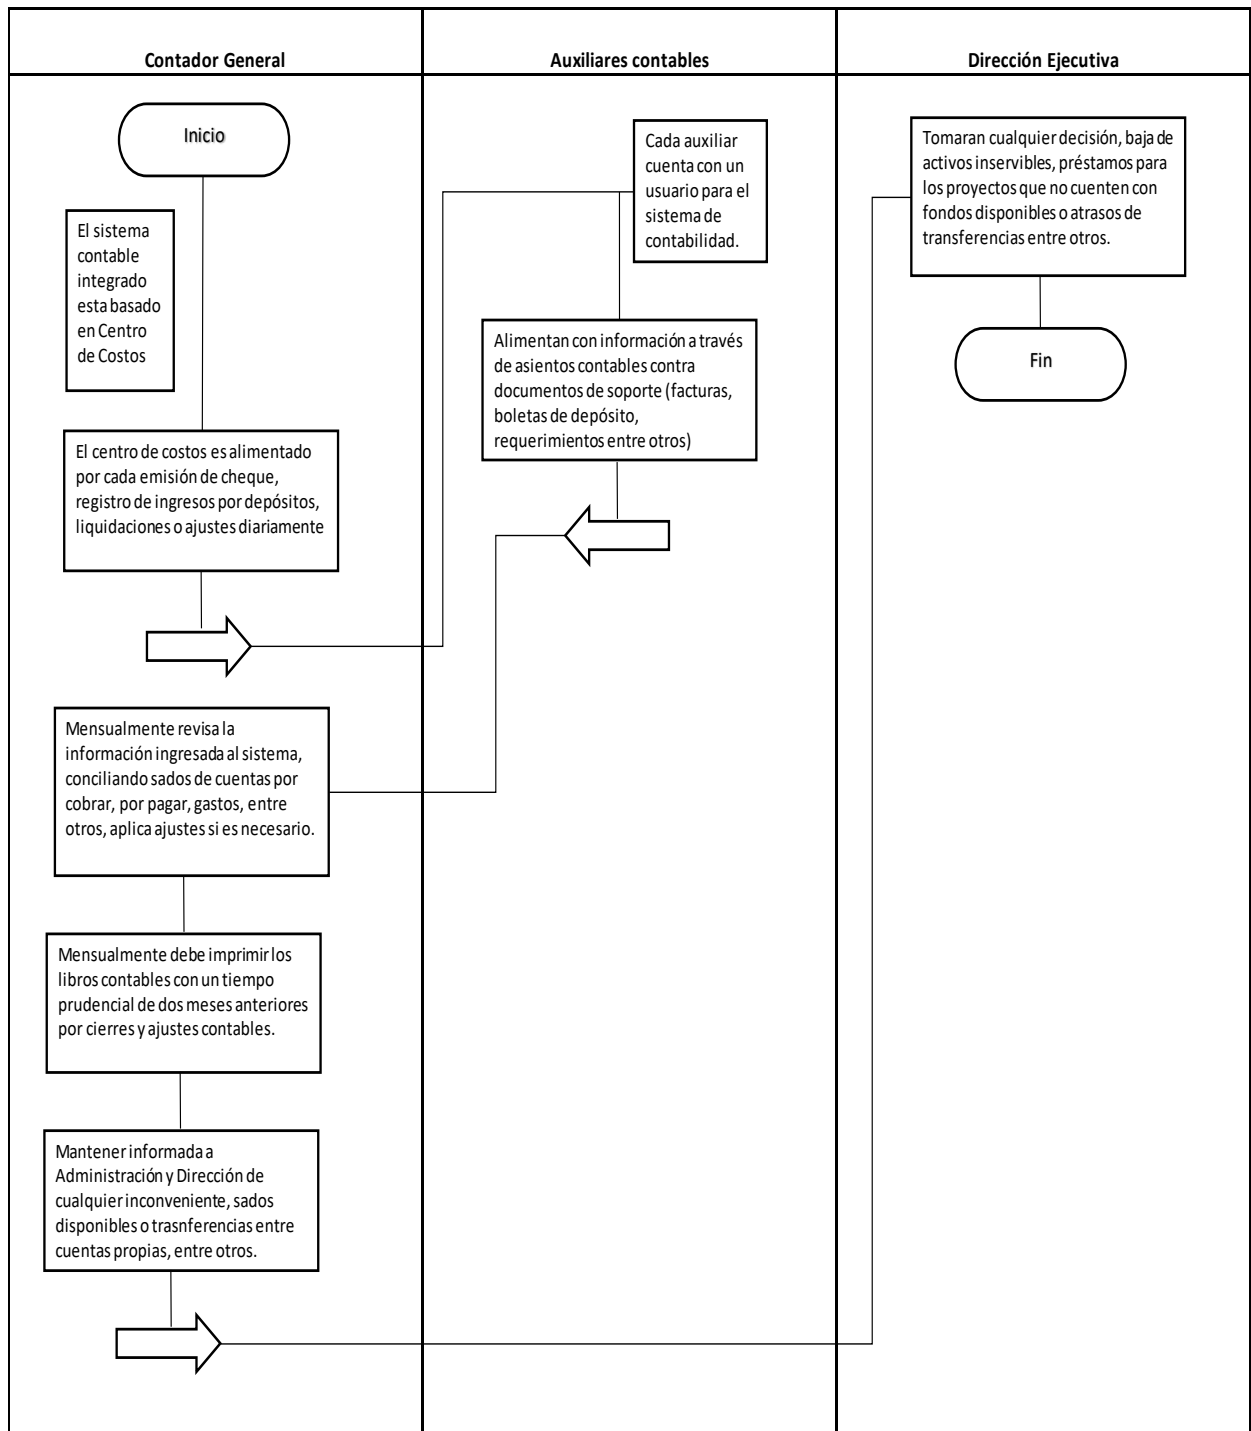 Contador General
Auxiliares contables
Dirección Ejecutiva
Inicio
El sistema
contable
integrado
esta basado
en Centro
de Costos
El centro de costos es alimentado
por cada emisión de cheque,
registro de ingresos por depósitos,
liquidaciones o ajustes diariamente
Mensualmente revisa la
información ingresada al sistema,
conciliando sados de cuentas por
cobrar, por pagar, gastos, entre
otros, aplica ajustes si es necesario.
Mensualmente debe imprimir los
libros contables con un tiempo
prudencial de dos meses anteriores
por cierres y ajustes contables.
Mantener informada a
Administración y Dirección de
cualquier inconveniente, sados
disponibles o trasnferencias entre
cuentas propias, entre otros.
Cada auxiliar
cuenta con un
usuario para el
sistema de
contabilidad.
Alimentan con información a través
de asientos contables contra
documentos de soporte (facturas,
boletas de depósito,
requerimientos entre otros)
Tomaran cualquier decisión, baja de
activos inservibles, préstamos para
los proyectos que no cuenten con
fondos disponibles o atrasos de
transferencias entre otros.
Fin